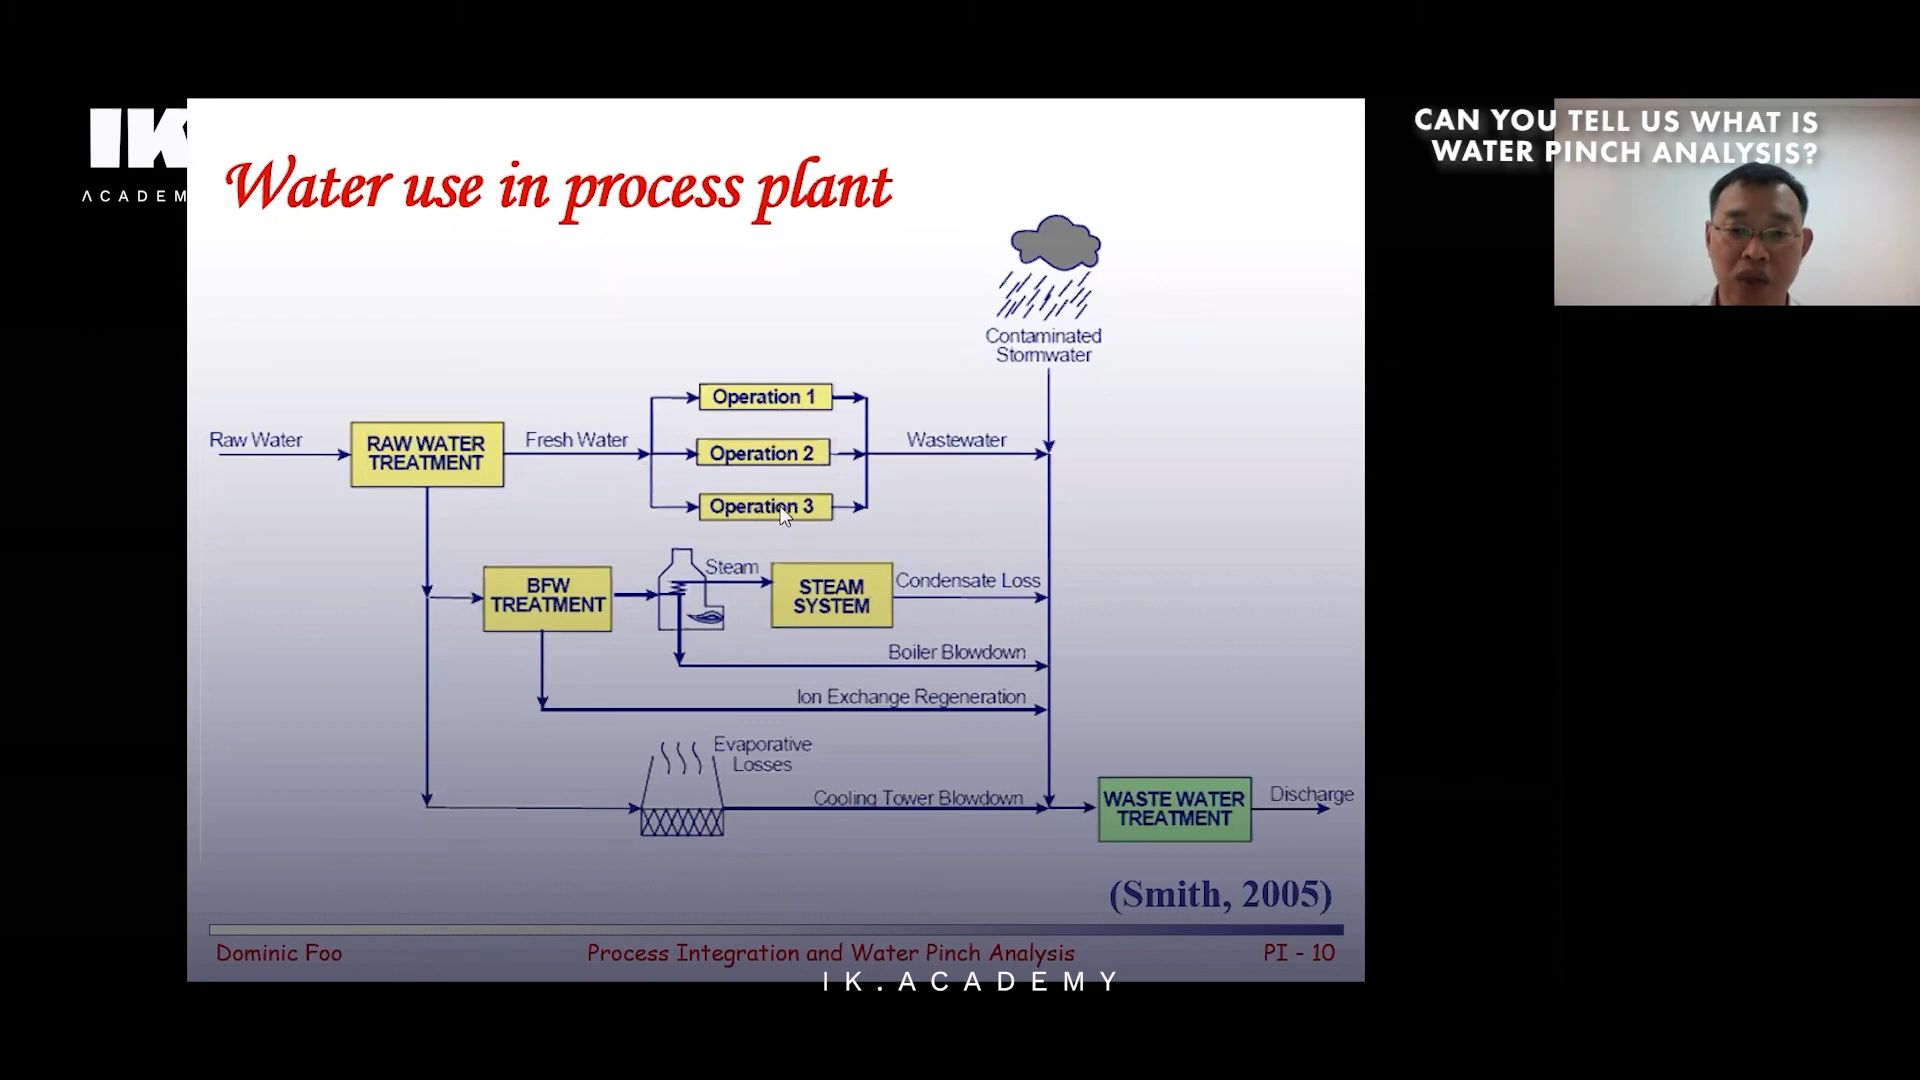 IK
ACADEM
CAN YOU TELL US WHAT IS
WATER PINCH ANALYSIS?
Water use in process plant
Contaminated
Stormwater
Raw Water
RAW WATER
TREATMENT
Fresh Water
Operation 1
Operation 2
Operation 3
Wastewater
BFW
TREATMENT
Steam
STEAM
SYSTEM
Condensate Loss
Boiler Blowdown
Ion Exchange Regeneration
Evaporative
Losses
Cooling Tower Blowdown
WASTE WATER
TREATMENT
Discharge
(Smith, 2005)
Dominic Foo
Process Integration and Water Pinch Analysis
PI - 10
IK.ACADEMY